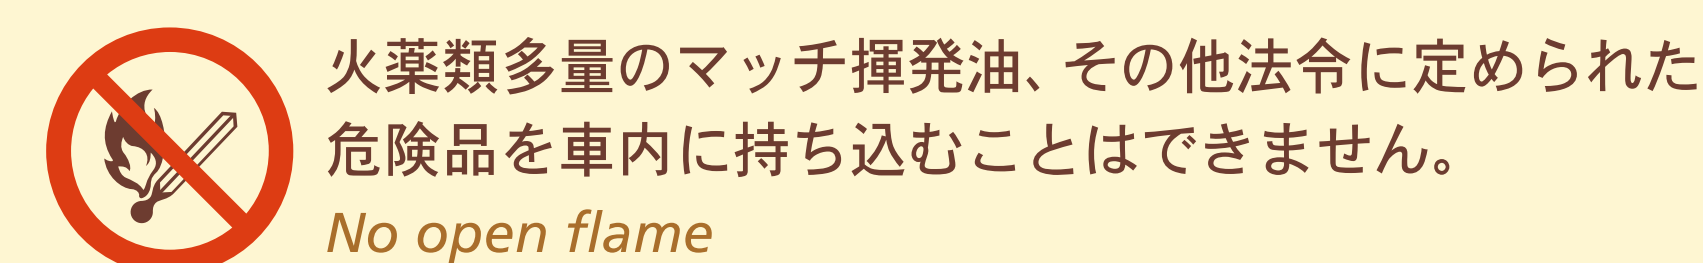 火薬類多量のマッチ揮発油、その他法令に定められた
危険品を車内に持ち込むことはできません。
No open flame